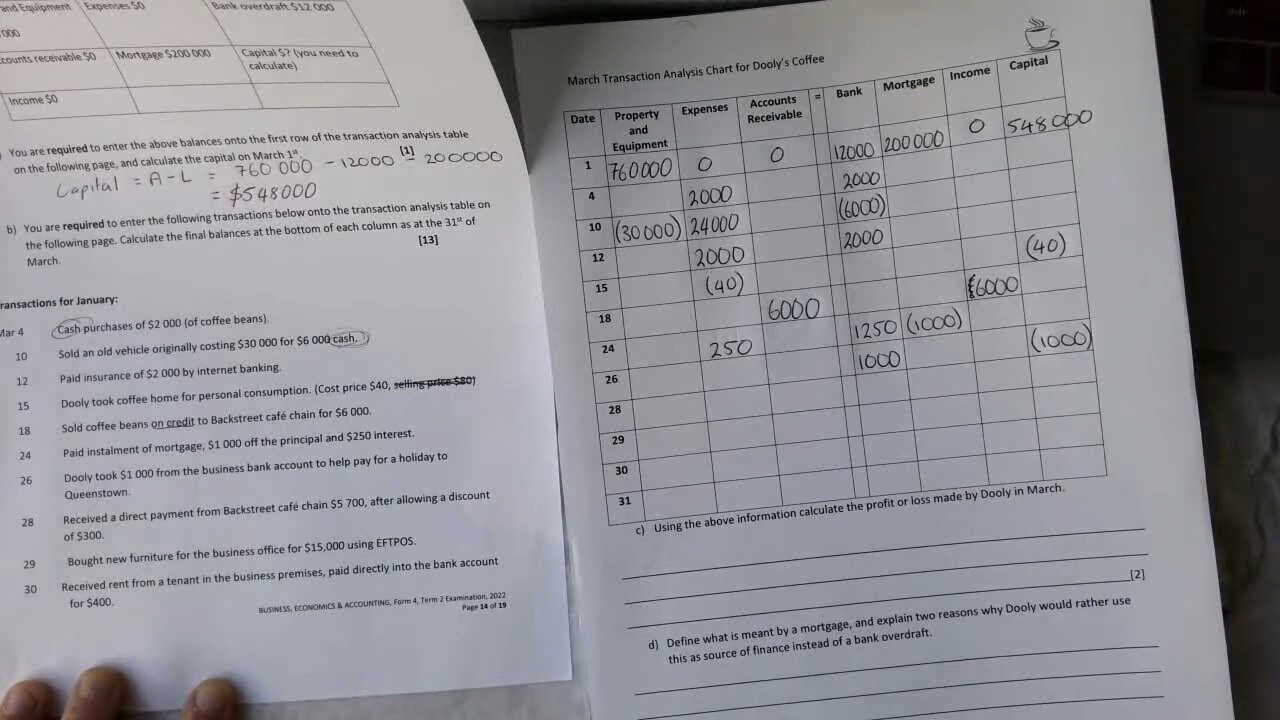 and Equipment
Expenses $0
Bank overdraft $12 000
000
counts receivable $0
Mortgage $200 000
Capital $? (you need to
calculate)
Income $0
You are required to enter the above balances onto the first row of the transaction analysis table
on the following page, and calculate the capital on March 1st. [1]
Capital = A - L = 760 000 - 12000 - 200000
= $548000
b) You are required to enter the following transactions below onto the transaction analysis table on
the following page. Calculate the final balances at the bottom of each column as at the 31st of
March. [13]
ransactions for January:
Mar 4 Cash purchases of $2 000 (of coffee beans).
10 Sold an old vehicle originally costing $30 000 for $6 000 cash.
12 Paid insurance of $2 000 by internet banking.
15 Dooly took coffee home for personal consumption. (Cost price $40, selling price $80)
18 Sold coffee beans on credit to Backstreet café chain for $6 000.
24 Paid instalment of mortgage, $1 000 off the principal and $250 interest.
26 Dooly took $1 000 from the business bank account to help pay for a holiday to
Queenstown.
28 Received a direct payment from Backstreet café chain $5 700, after allowing a discount
of $300.
29 Bought new furniture for the business office for $15,000 using EFTPOS.
30 Received rent from a tenant in the business premises, paid directly into the bank account
for $400.
BUSINESS, ECONOMICS & ACCOUNTING, Form 4, Term 2 Examination, 2022
Page 14 of 19
March Transaction Analysis Chart for Dooly's Coffee
Date Property and Equipment Expenses Accounts Receivable = Bank Mortgage Income Capital
1 760000 0 0 12000 200 000 0 548000
4 2000 2000
10 (30 000) 24000 (6000)
12 2000 2000
15 (40) (40)
18 6000 6000
24 250 1250 (1000)
26 1000 (1000)
28
29
30
31
c) Using the above information calculate the profit or loss made by Dooly in March.
[2]
d) Define what is meant by a mortgage, and explain two reasons why Dooly would rather use
this as source of finance instead of a bank overdraft.